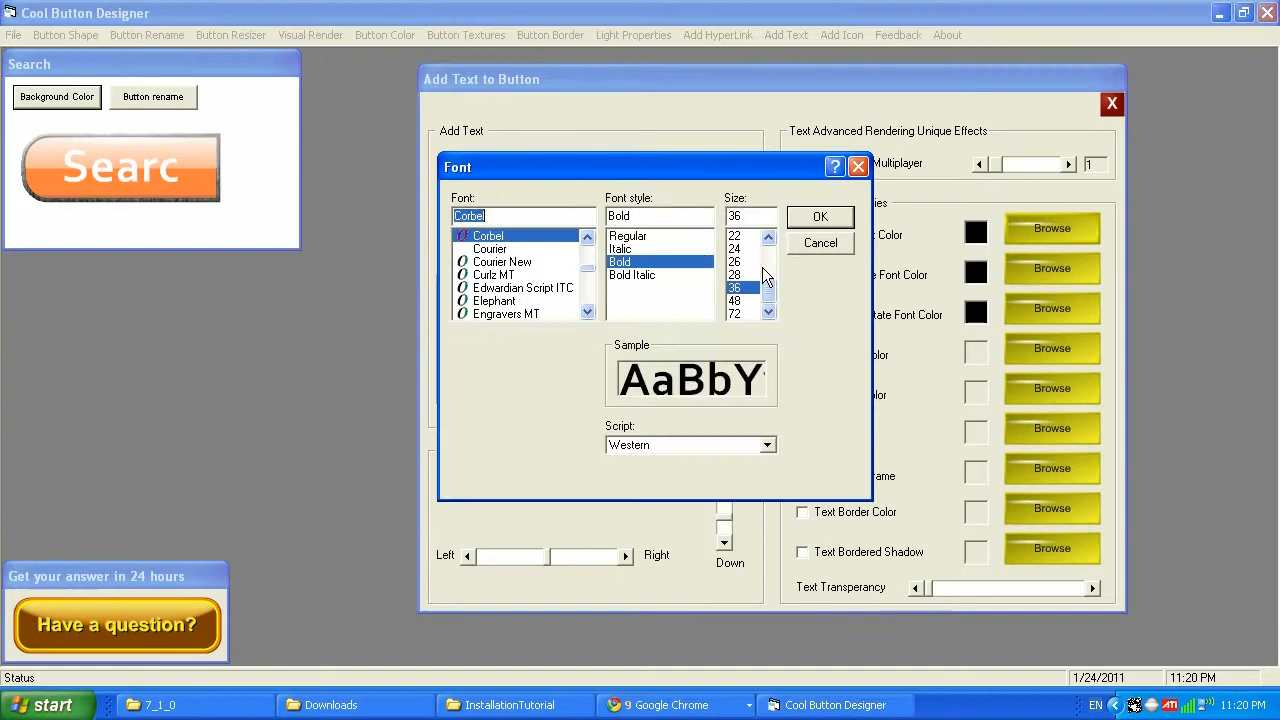 Cool Button Designer
File Button Shape Button Rename Button Resizer Visual Render Button Color Button Textures Button Bord Light Properties Add HyperLink Add Text Add Icon Feedback About
Search
Background Color Button rename
Searc
Add Text to Button
X
Add Text
Text Advanced Rendering Unique Effects
Multiplayer 1
Font
Font: Font style: Size:
Corbel Bold 36 OK
Cancel
Corbel Regular 22
Courier Italic 24
Courier New Bold 26
Curlz MT Bold Italic 28
Edwardian Script ITC 36
Elephant 48
Engravers MT 72
Sample
AaBbY
Script:
Western
Color Browse
Font Color Browse
tate Font Color Browse
olor Browse
olor Browse
Browse
rame Browse
Text Border Color Browse
Text Bordered Shadow Browse
Text Transperancy
Left Right Down
Get your answer in 24 hours
Have a question?
Status 1/24/2011 11:20 PM
start 7_1_0 Downloads InstallationTutorial 9 Google Chrome Cool Button Designer EN ATI 11:20 PM